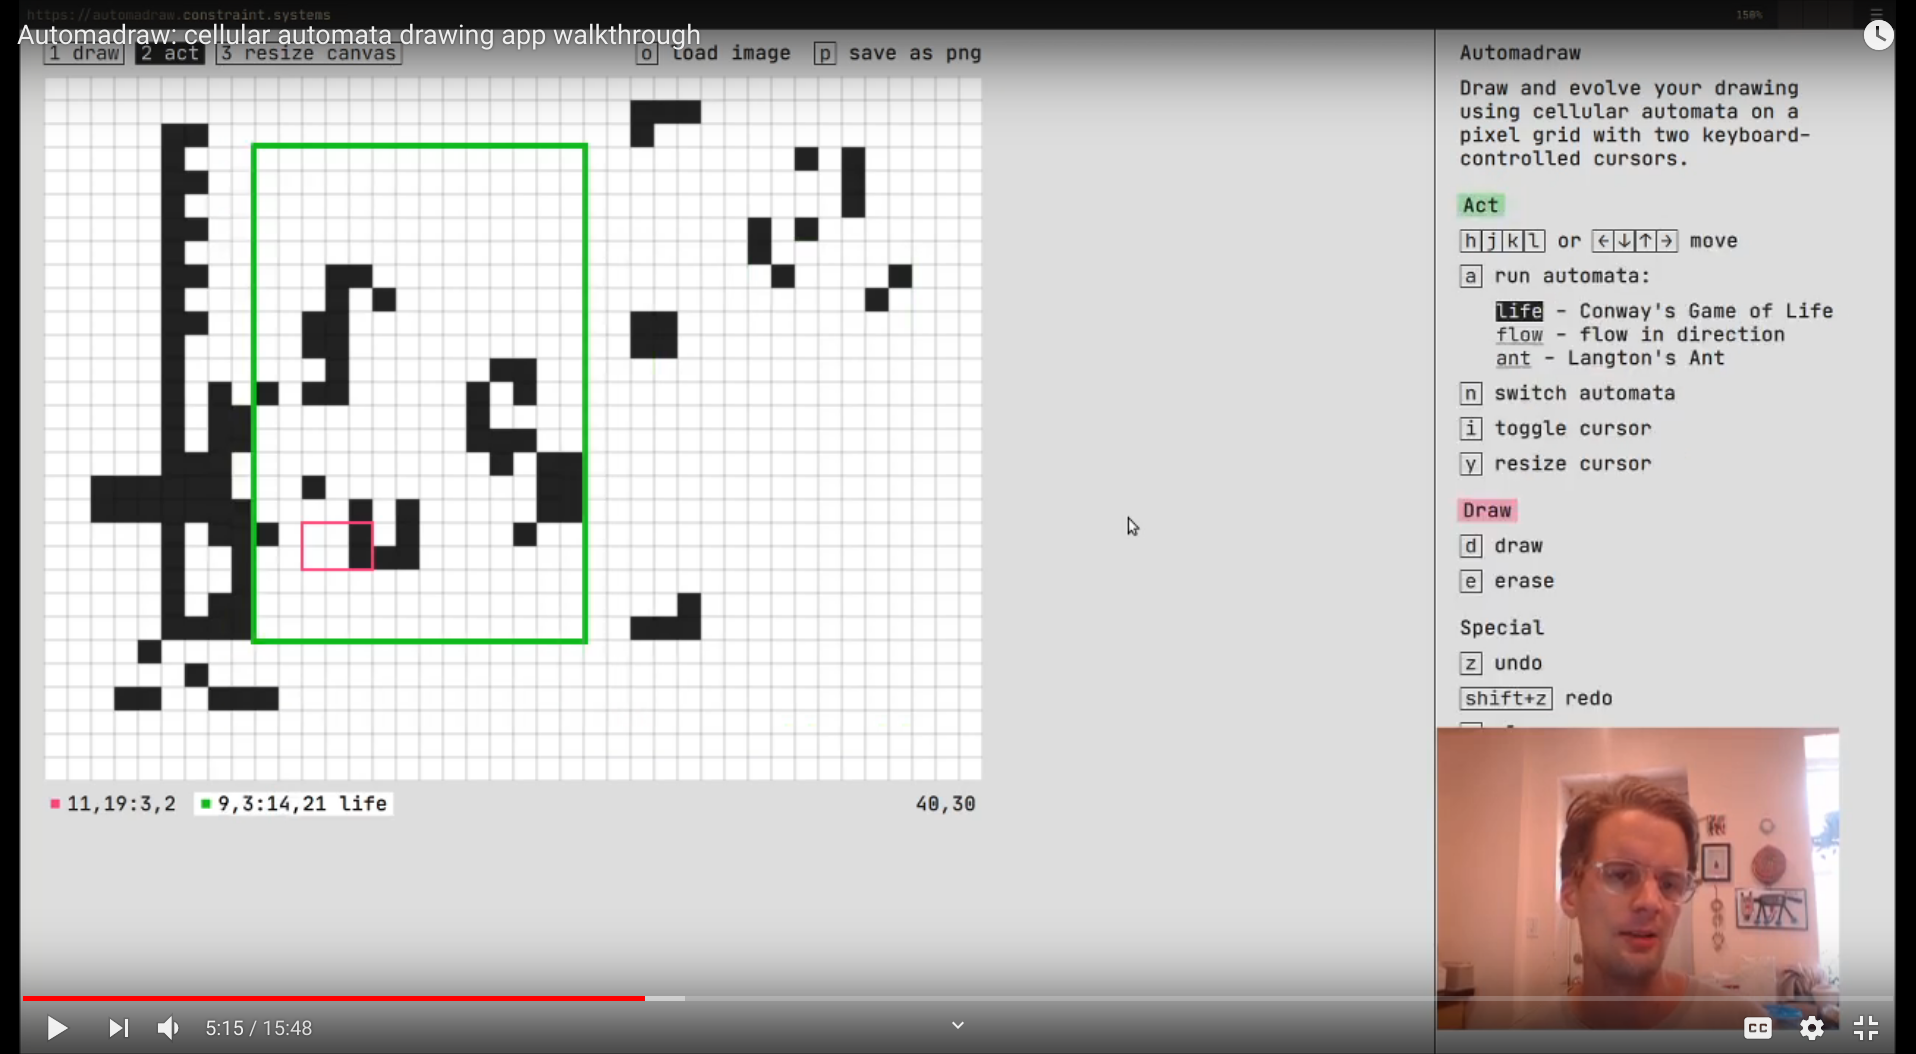 https://automadraw.constraint.systems
150%
Automadraw: cellular automata drawing app walkthrough
1 draw 2 act 3 resize canvas o load image p save as png
Automadraw
Draw and evolve your drawing
using cellular automata on a
pixel grid with two keyboard-
controlled cursors.
Act
h j k l or ← ↓ ↑ → move
a run automata:
life – Conway's Game of Life
flow – flow in direction
ant – Langton's Ant
n switch automata
i toggle cursor
y resize cursor
Draw
d draw
e erase
Special
z undo
shift+z redo
11,19:3,2 9,3:14,21 life 40,30
5:15 / 15:48
CC